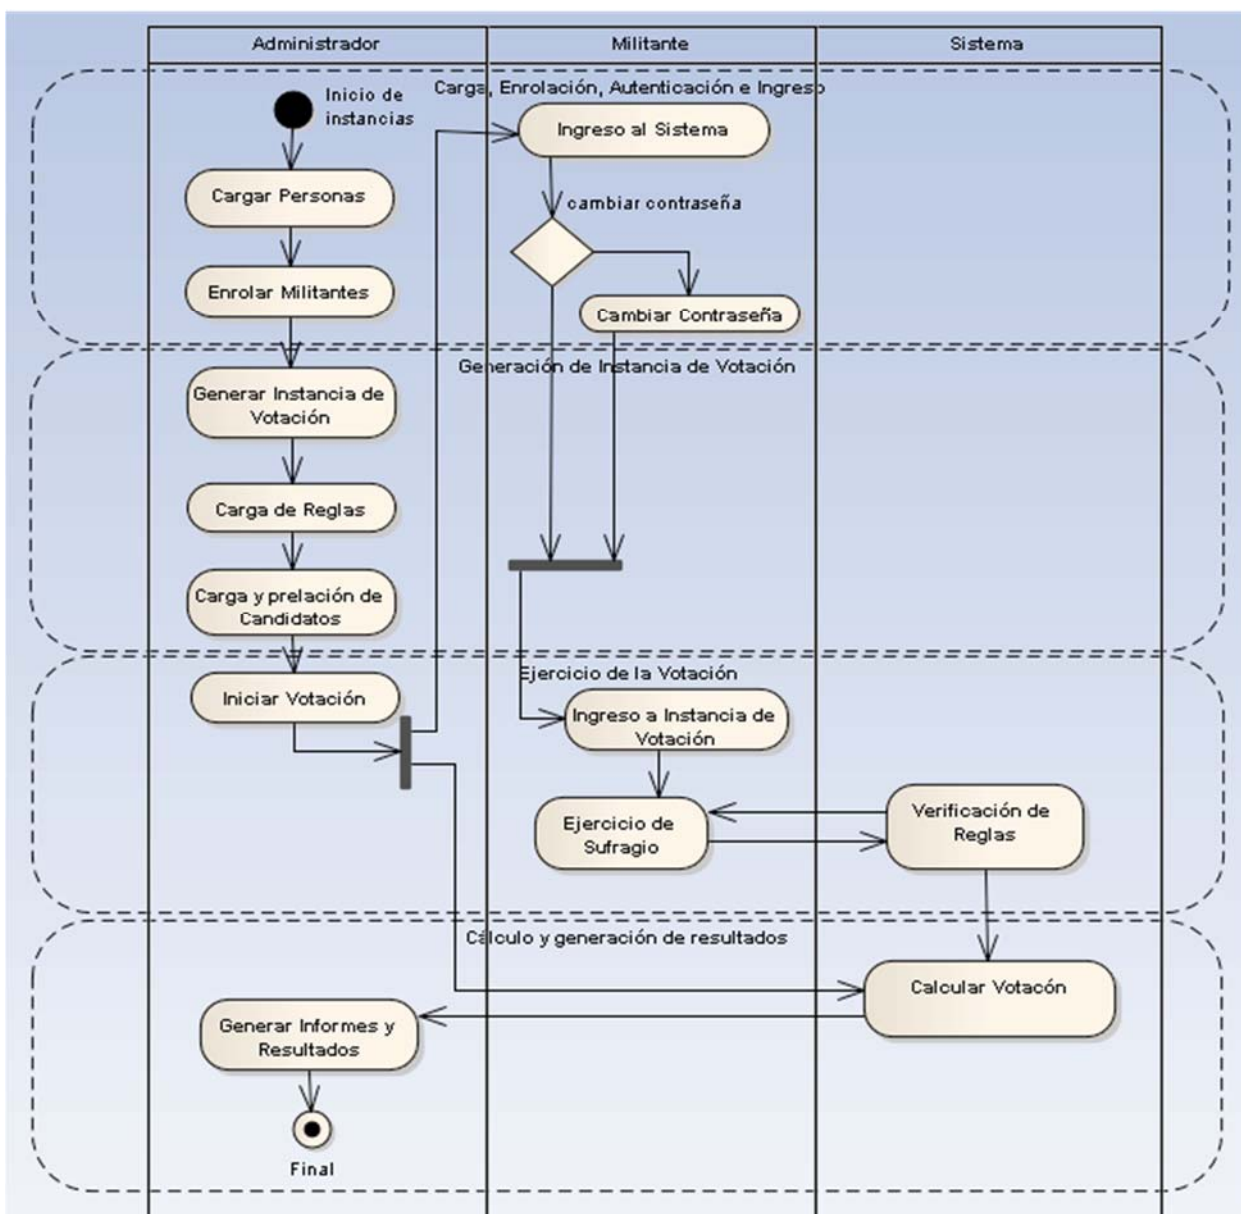 Administrador
Militante
Sistema
Carga, Enrolación, Autenticación e Ingreso
Inicio de
instancias
Ingreso al Sistema
Cargar Personas
cambiar contraseña
Enrolar Militantes
Cambiar Contraseña
Generación de Instancia de Votación
Generar Instancia de
Votación
Carga de Reglas
Carga y prelación de
Candidatos
Ejercicio de la Votación
Iniciar Votación
Ingreso a Instancia de
Votación
Ejercicio de
Sufragio
Verificación de
Reglas
Cálculo y generación de resultados
Calcular Votacón
Generar Informes y
Resultados
Final